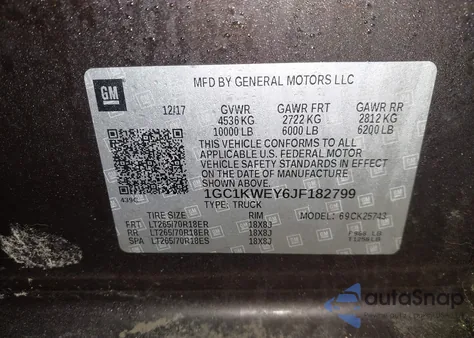 GM
MFD BY GENERAL MOTORS LLC
12/17 GVWR GAWR FRT GAWR RR
4536 KG 2722 KG 2812 KG
10000 LB 6000 LB 6200 LB
THIS VEHICLE CONFORMS TO ALL
APPLICABLE U.S. FEDERAL MOTOR
VEHICLE SAFETY STANDARDS IN EFFECT
ON THE DATE OF MANUFACTURE SHOWN ABOVE.
439C 1GC1KWEY6JF182799
TYPE: TRUCK
TIRE SIZE RIM MODEL: 69CK25743
FRT LT265/70R18ER 18X8J
RR LT265/70R18ER 18X8J
SPA LT265/70R18ES 18X8J
autoSnap